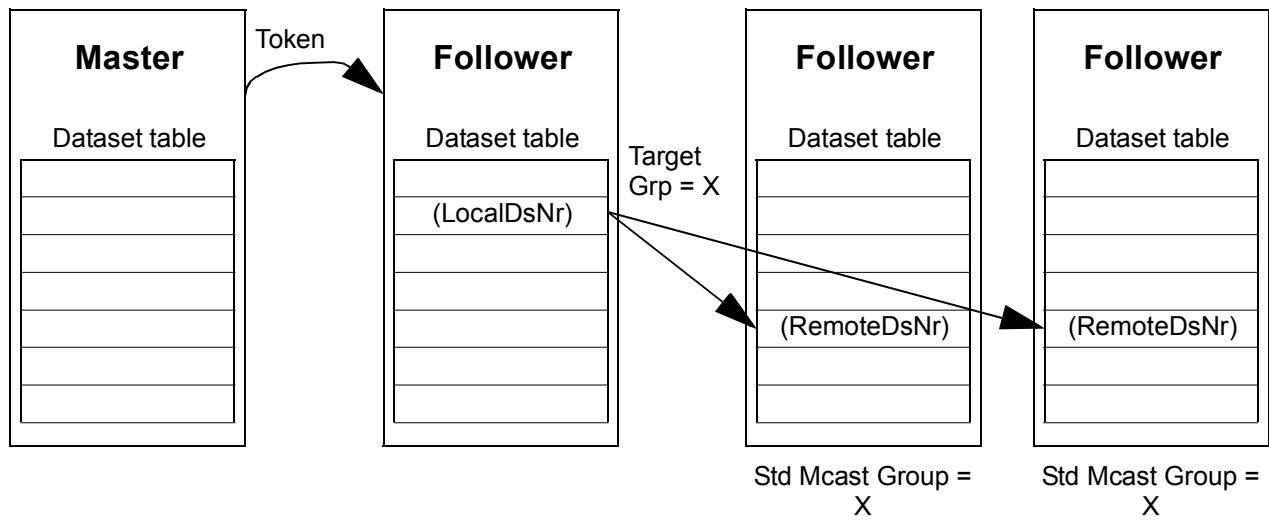 Master
Token
Follower
Follower
Follower
Dataset table
Dataset table
Dataset table
Dataset table
Target
Grp = X
(LocalDsNr)
(RemoteDsNr)
(RemoteDsNr)
Std Mcast Group =
X
Std Mcast Group =
X